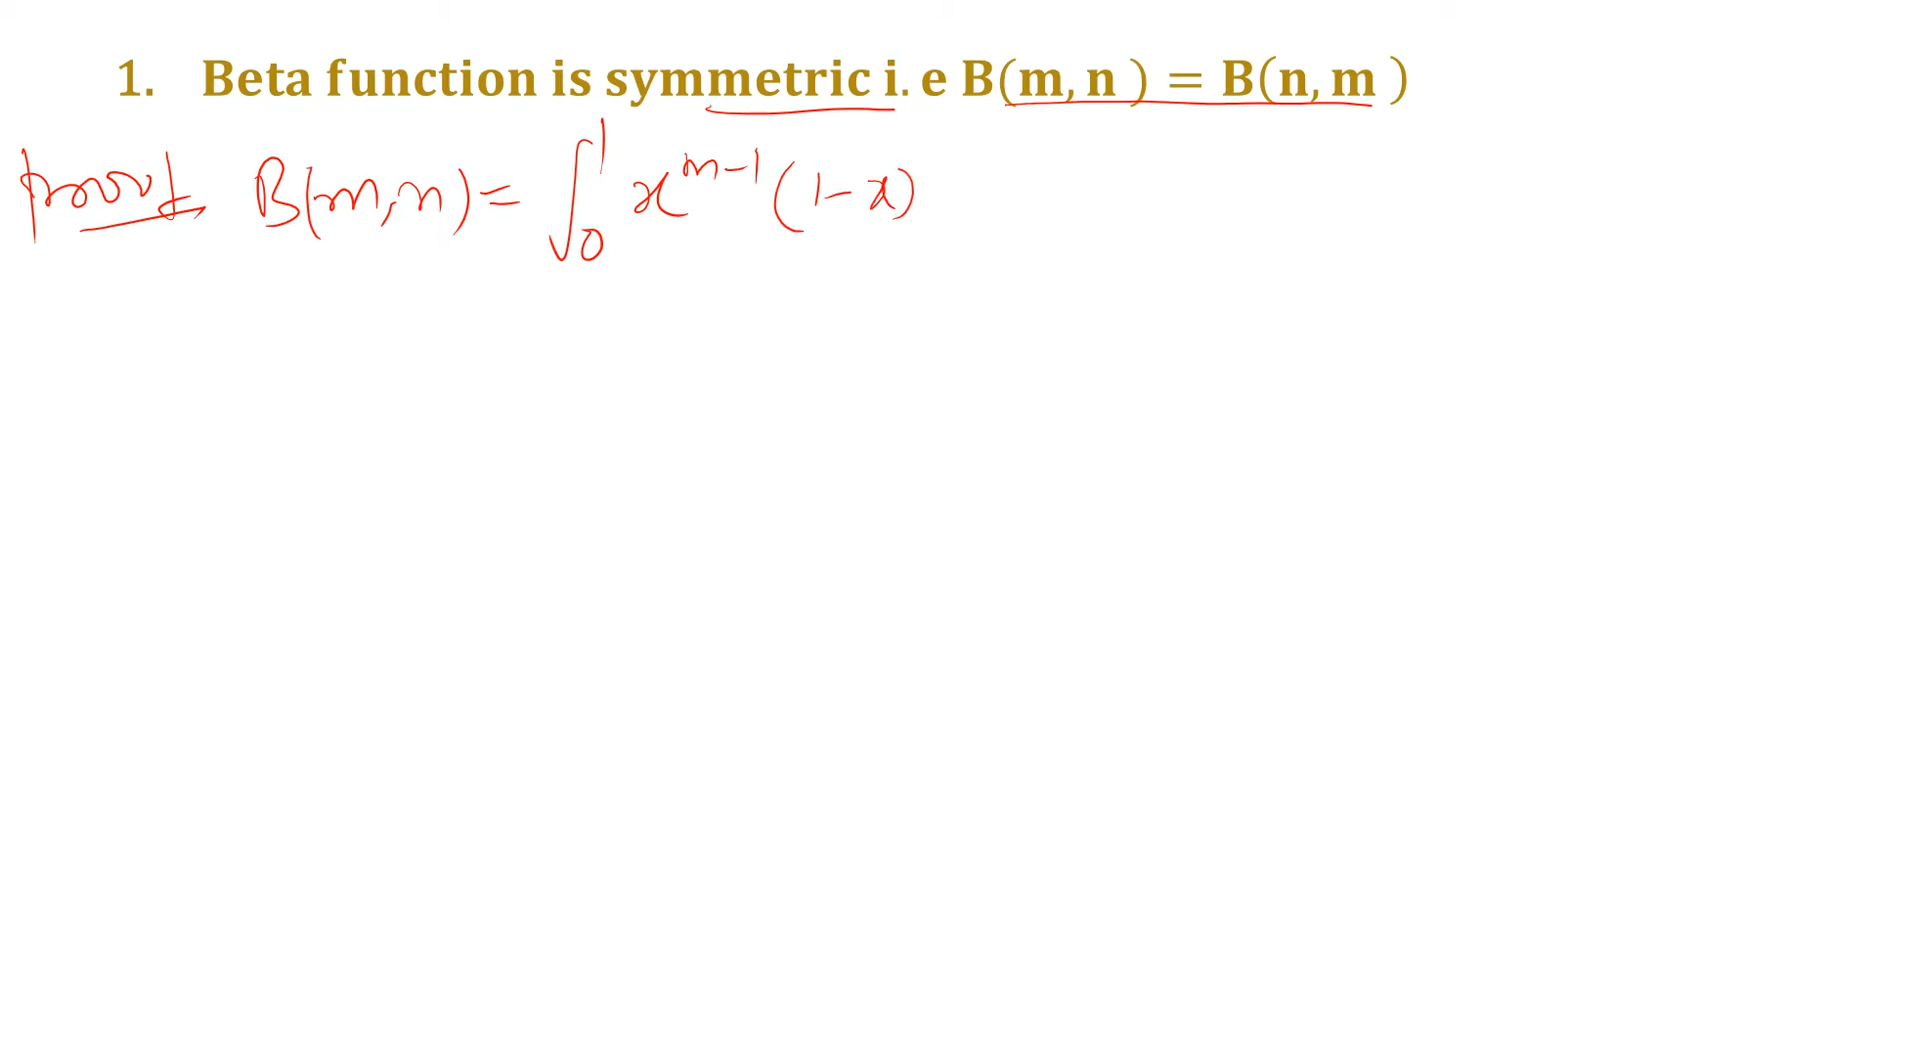 1. Beta function is symmetric i. e B(m, n ) = B(n, m )
proof, B(m,n) = ∫₀¹ x^{m-1} (1-x)